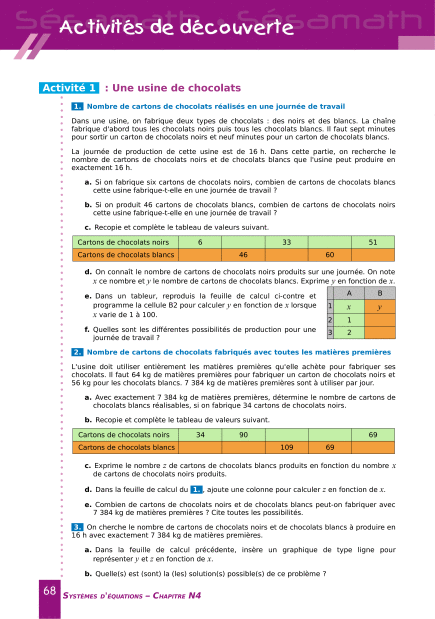 Sésamath Sésamath
Activités de découverte
Activité 1 : Une usine de chocolats
1. Nombre de cartons de chocolats réalisés en une journée de travail
Dans une usine, on fabrique deux types de chocolats : des noirs et des blancs. La chaîne
fabrique d'abord tous les chocolats noirs puis tous les chocolats blancs. Il faut sept minutes
pour sortir un carton de chocolats noirs et neuf minutes pour un carton de chocolats blancs.
La journée de production de cette usine est de 16 h. Dans cette partie, on recherche le
nombre de cartons de chocolats noirs et de chocolats blancs que l'usine peut produire en
exactement 16 h.
a. Si on fabrique six cartons de chocolats noirs, combien de cartons de chocolats blancs
cette usine fabrique-t-elle en une journée de travail ?
b. Si on produit 46 cartons de chocolats blancs, combien de cartons de chocolats noirs
cette usine fabrique-t-elle en une journée de travail ?
c. Recopie et complète le tableau de valeurs suivant.
Cartons de chocolats noirs 6 33 51
Cartons de chocolats blancs 46 60
d. On connaît le nombre de cartons de chocolats noirs produits sur une journée. On note
x ce nombre et y le nombre de cartons de chocolats blancs. Exprime y en fonction de x.
e. Dans un tableur, reproduis la feuille de calcul ci-contre et
programme la cellule B2 pour calculer y en fonction de x lorsque
x varie de 1 à 100.
f. Quelles sont les différentes possibilités de production pour une
journée de travail ?
A B
1 x y
2 1
3 2
2. Nombre de cartons de chocolats fabriqués avec toutes les matières premières
L'usine doit utiliser entièrement les matières premières qu'elle achète pour fabriquer ses
chocolats. Il faut 64 kg de matières premières pour fabriquer un carton de chocolats noirs et
56 kg pour les chocolats blancs. 7 384 kg de matières premières sont à utiliser par jour.
a. Avec exactement 7 384 kg de matières premières, détermine le nombre de cartons de
chocolats blancs réalisables, si on fabrique 34 cartons de chocolats noirs.
b. Recopie et complète le tableau de valeurs suivant.
Cartons de chocolats noirs 34 90 69
Cartons de chocolats blancs 109 69
c. Exprime le nombre z de cartons de chocolats blancs produits en fonction du nombre x
de cartons de chocolats noirs produits.
d. Dans la feuille de calcul du 1., ajoute une colonne pour calculer z en fonction de x.
e. Combien de cartons de chocolats noirs et de chocolats blancs peut-on fabriquer avec
7 384 kg de matières premières ? Cite toutes les possibilités.
3. On cherche le nombre de cartons de chocolats noirs et de chocolats blancs à produire en
16 h avec exactement 7 384 kg de matières premières.
a. Dans la feuille de calcul précédente, insère un graphique de type ligne pour
représenter y et z en fonction de x.
b. Quelle(s) est (sont) la (les) solution(s) possible(s) de ce problème ?
68 SYSTÈMES D'ÉQUATIONS – CHAPITRE N4